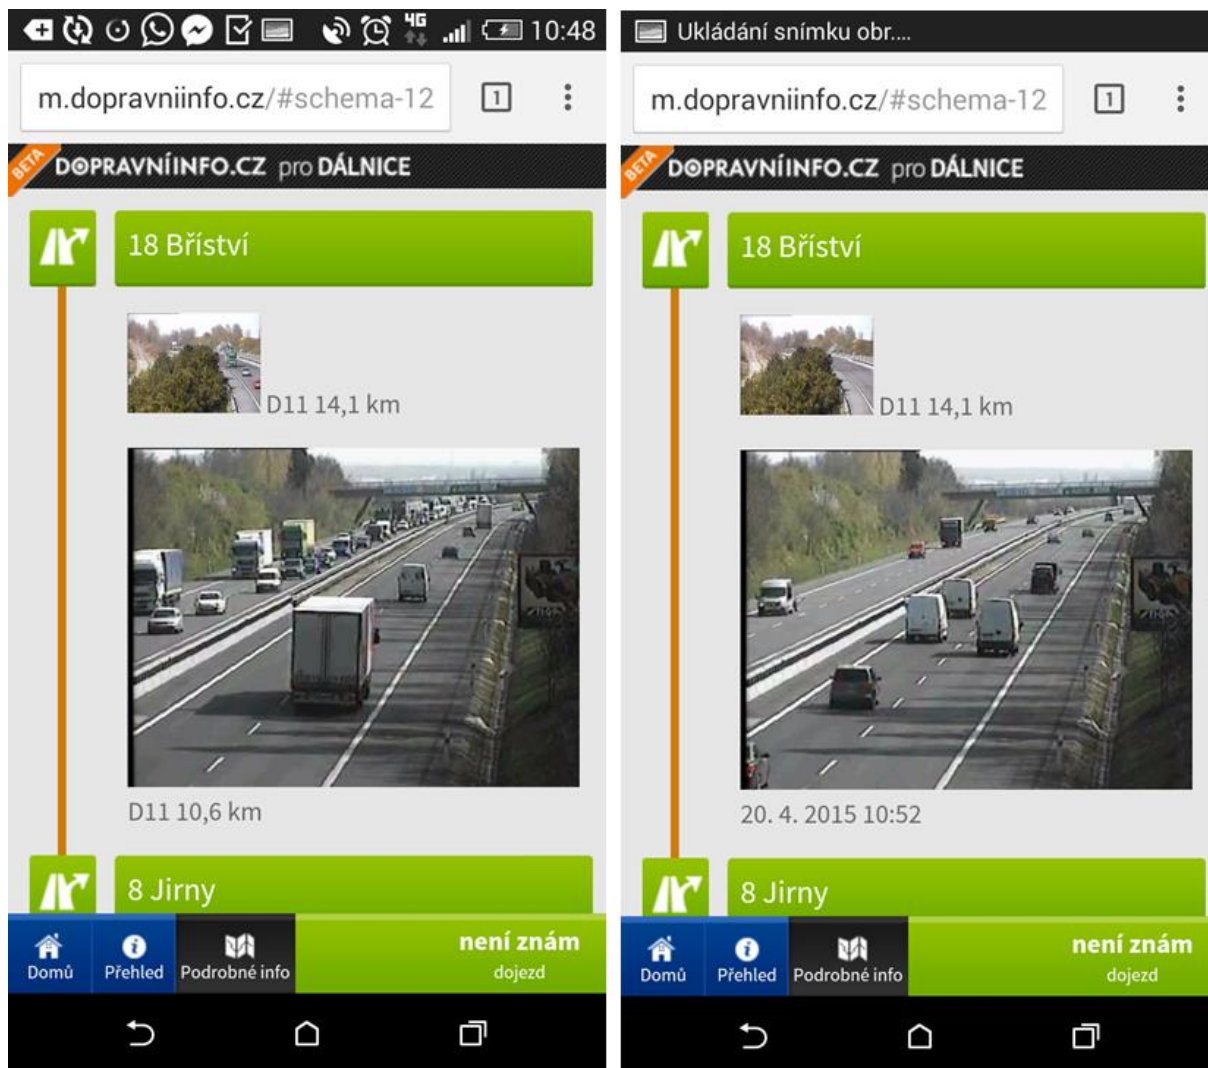 4G 10:48
m.dopravniinfo.cz/#schema-12 1
BETA
DOPRAVNÍINFO.CZ pro DÁLNICE
18 Bříství
D11 14,1 km
D11 10,6 km
8 Jirny
Domů Přehled Podrobné info
není znám
dojezd
Ukládání snímku obr....
m.dopravniinfo.cz/#schema-12 1
BETA
DOPRAVNÍINFO.CZ pro DÁLNICE
18 Bříství
D11 14,1 km
20. 4. 2015 10:52
8 Jirny
Domů Přehled Podrobné info
není znám
dojezd